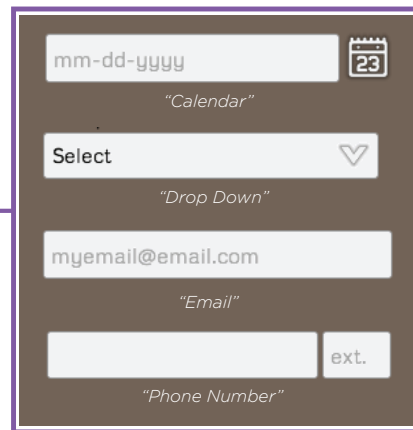 mm-dd-yyyy
23
“Calendar”
Select
“Drop Down”
myemail@email.com
“Email”
ext.
“Phone Number”